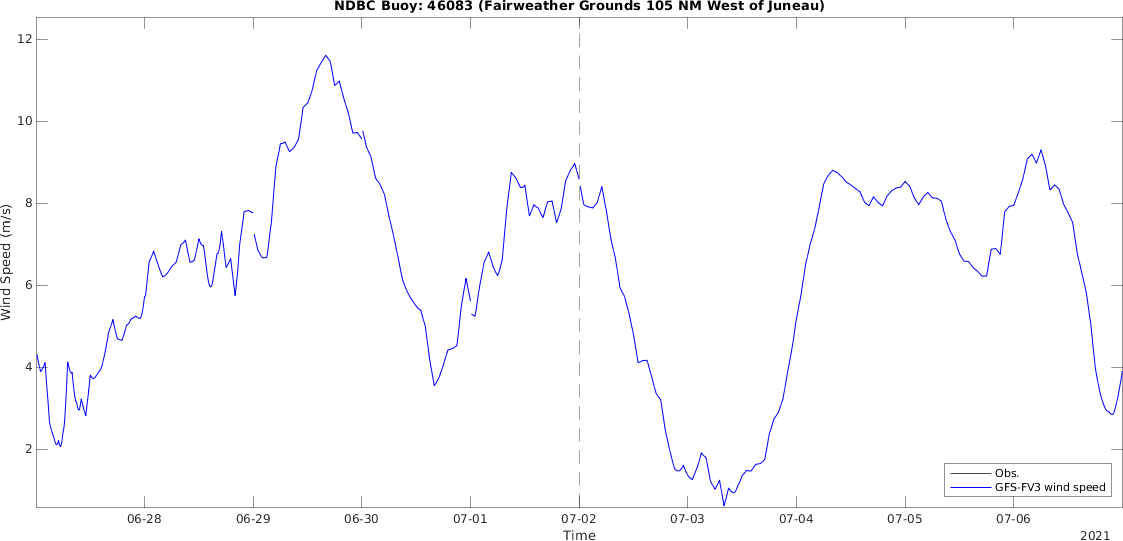 NDBC Buoy: 46083 (Fairweather Grounds 105 NM West of Juneau)
12
10
8
6
4
2
Wind Speed (m/s)
Obs.
GFS-FV3 wind speed
06-28 06-29 06-30 07-01 07-02 07-03 07-04 07-05 07-06
Time
2021